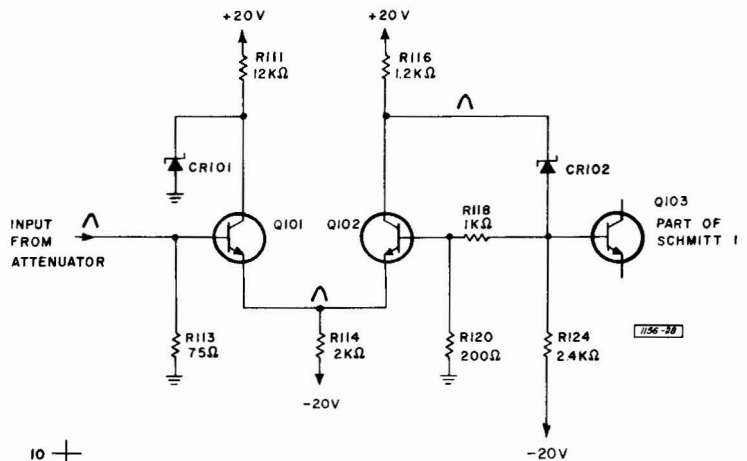 +20V
R111
12KΩ
+20V
R116
1.2KΩ
CR101
CR102
INPUT
FROM
ATTENUATOR
Q101
Q102
R118
1KΩ
Q103
PART OF
SCHMITT 1
R113
75Ω
R114
2KΩ
-20V
R120
200Ω
R124
2.4KΩ
1156-28
-20V
10